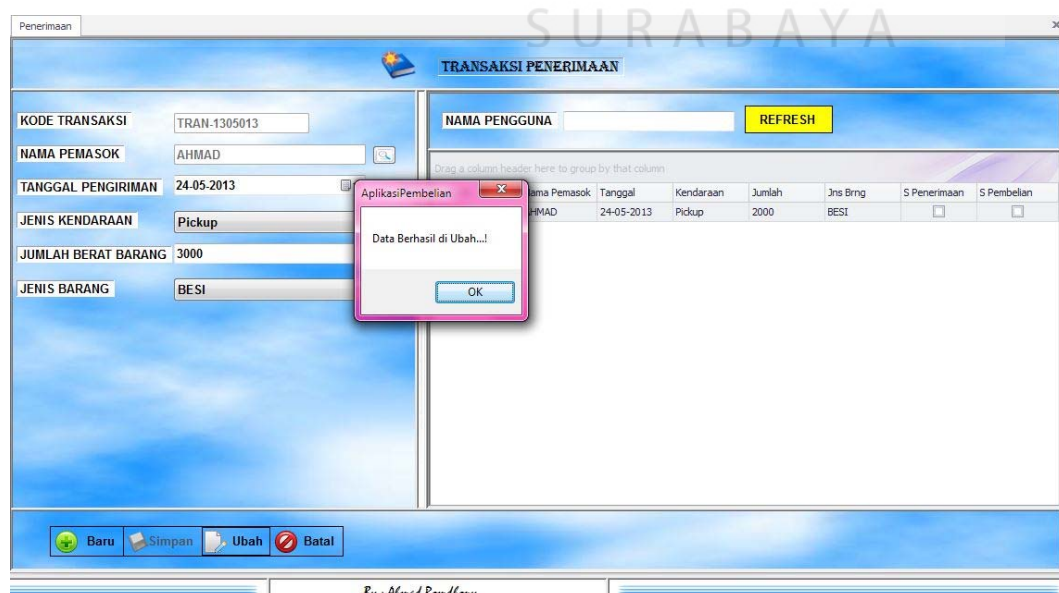 SURABAYA
Penerimaan
TRANSAKSI PENERIMAAN
KODE TRANSAKSI TRAN-1305013
NAMA PEMASOK AHMAD
TANGGAL PENGIRIMAN 24-05-2013
JENIS KENDARAAN Pickup
JUMLAH BERAT BARANG 3000
JENIS BARANG BESI
NAMA PENGGUNA REFRESH
Drag a column header here to group by that column
Pemasok Tanggal Kendaraan Jumlah Jns Brng S Penerimaan S Pembelian
24-05-2013 Pickup 2000 BESI
AplikasiPembelian
Data Berhasil di Ubah...!
OK
Baru Simpan Ubah Batal